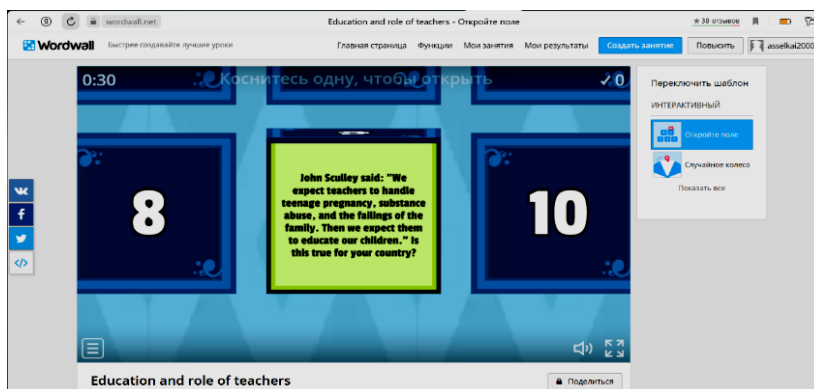 wordwall.net
Education and role of teachers - Откройте поле
★ 38 отзывов
Wordwall
Быстрее создавайте лучшие уроки
Главная страница Функции Мои занятия Мои результаты
Создать занятие
Повысить
asselkai2000
0:30
Коснитесь одну, чтобы открыть
✓0
8
John Sculley said: "We
expect teachers to handle
teenage pregnancy, substance
abuse, and the failings of the
family. Then we expect them
to educate our children." Is
this true for your country?
10
Переключить шаблон
ИНТЕРАКТИВНЫЙ
Откройте поле
Случайное колесо
Показать все
Education and role of teachers
Поделиться